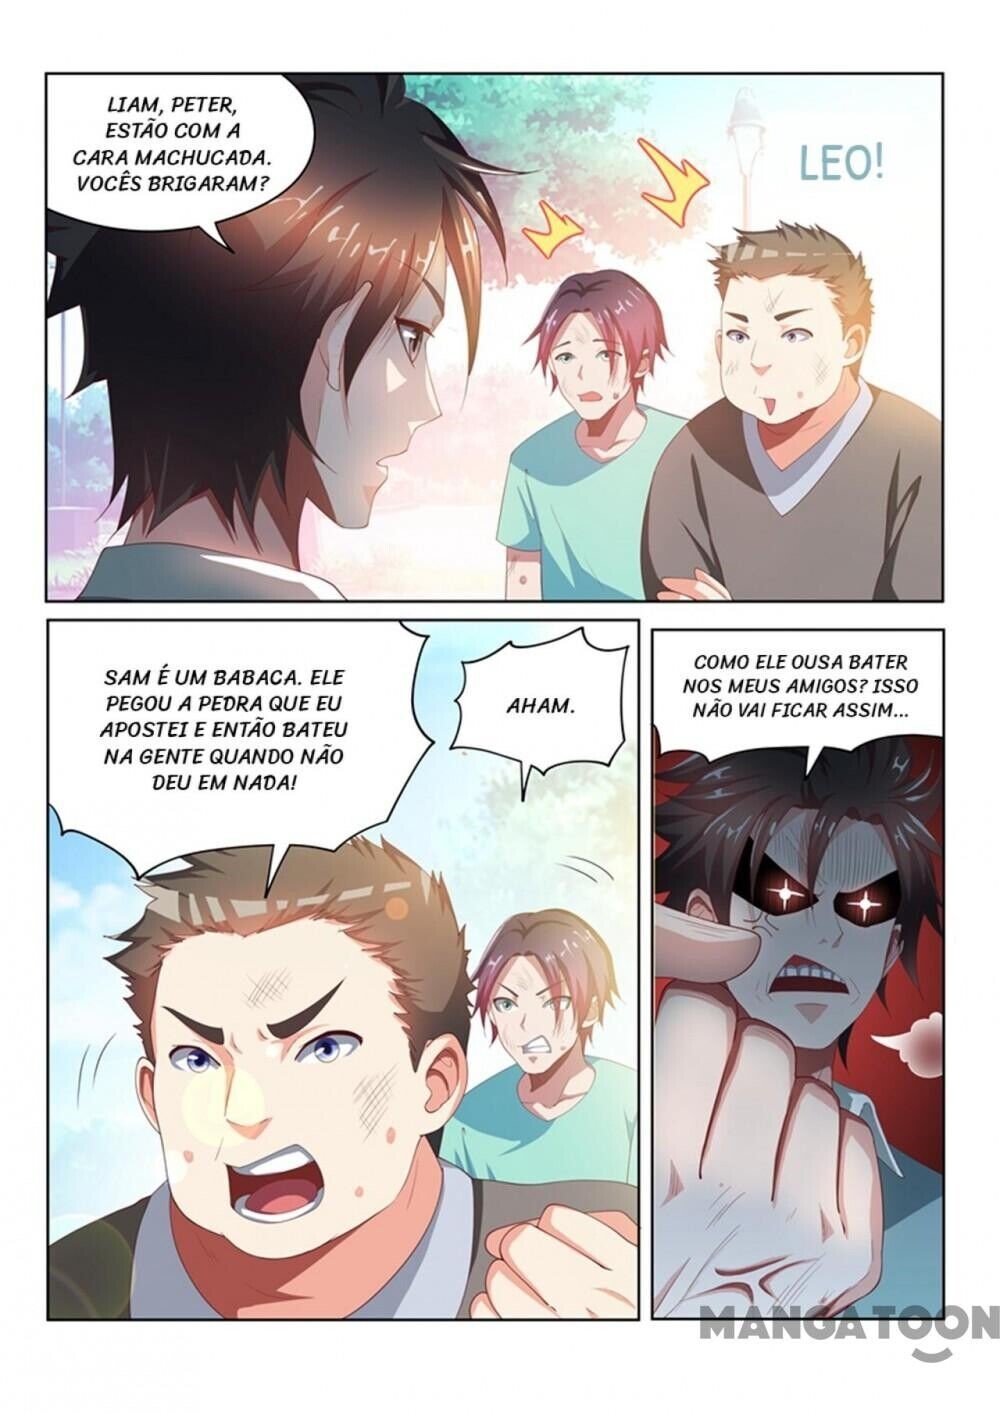 LIAM, PETER,
ESTÃO COM A
CARA MACHUCADA.
VOCÊS BRIGARAM?
LEO!
SAM É UM BABACA. ELE
PEGOU A PEDRA QUE EU
APOSTEI E ENTÃO BATEU
NA GENTE QUANDO NÃO
DEU EM NADA!
AHAM.
COMO ELE OUSA BATER
NOS MEUS AMIGOS? ISSO
NÃO VAI FICAR ASSIM...
MANGATOON